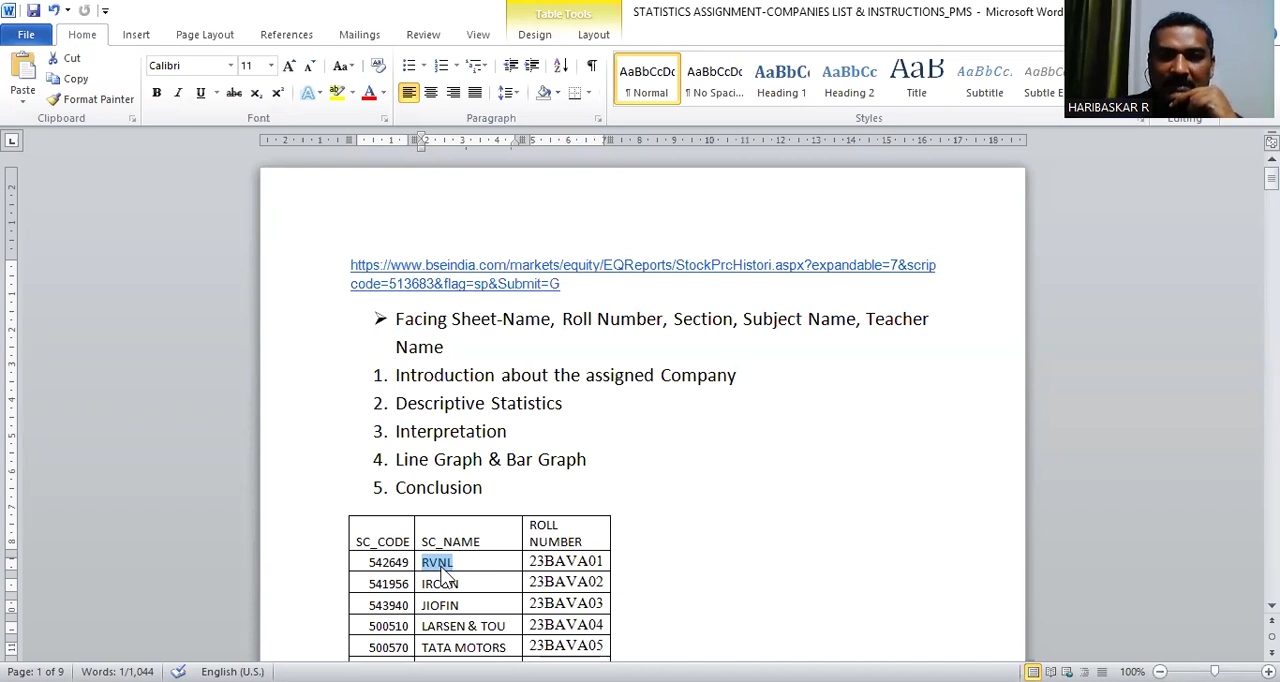 Table Tools
STATISTICS ASSIGNMENT-COMPANIES LIST & INSTRUCTIONS_PMS - Microsoft Word
File Home Insert Page Layout References Mailings Review View Design Layout
Cut
Copy
Format Painter
Paste
Clipboard
Calibri 11
Font
Paragraph
AaBbCcDc AaBbCcDc AaBbC AaBbCc AaB AaBbCc.
¶ Normal ¶ No Spaci... Heading 1 Heading 2 Title Subtitle Subtle E
Styles
HARIBASKAR R
https://www.bseindia.com/markets/equity/EQReports/StockPrcHistori.aspx?expandable=7&scrip
code=513683&flag=sp&Submit=G
➢ Facing Sheet-Name, Roll Number, Section, Subject Name, Teacher
Name
1. Introduction about the assigned Company
2. Descriptive Statistics
3. Interpretation
4. Line Graph & Bar Graph
5. Conclusion
SC_CODE SC_NAME ROLL NUMBER
542649 RVNL 23BAVA01
541956 IRCON 23BAVA02
543940 JIOFIN 23BAVA03
500510 LARSEN & TOU 23BAVA04
500570 TATA MOTORS 23BAVA05
Page: 1 of 9 Words: 1/1,044 English (U.S.) 100%